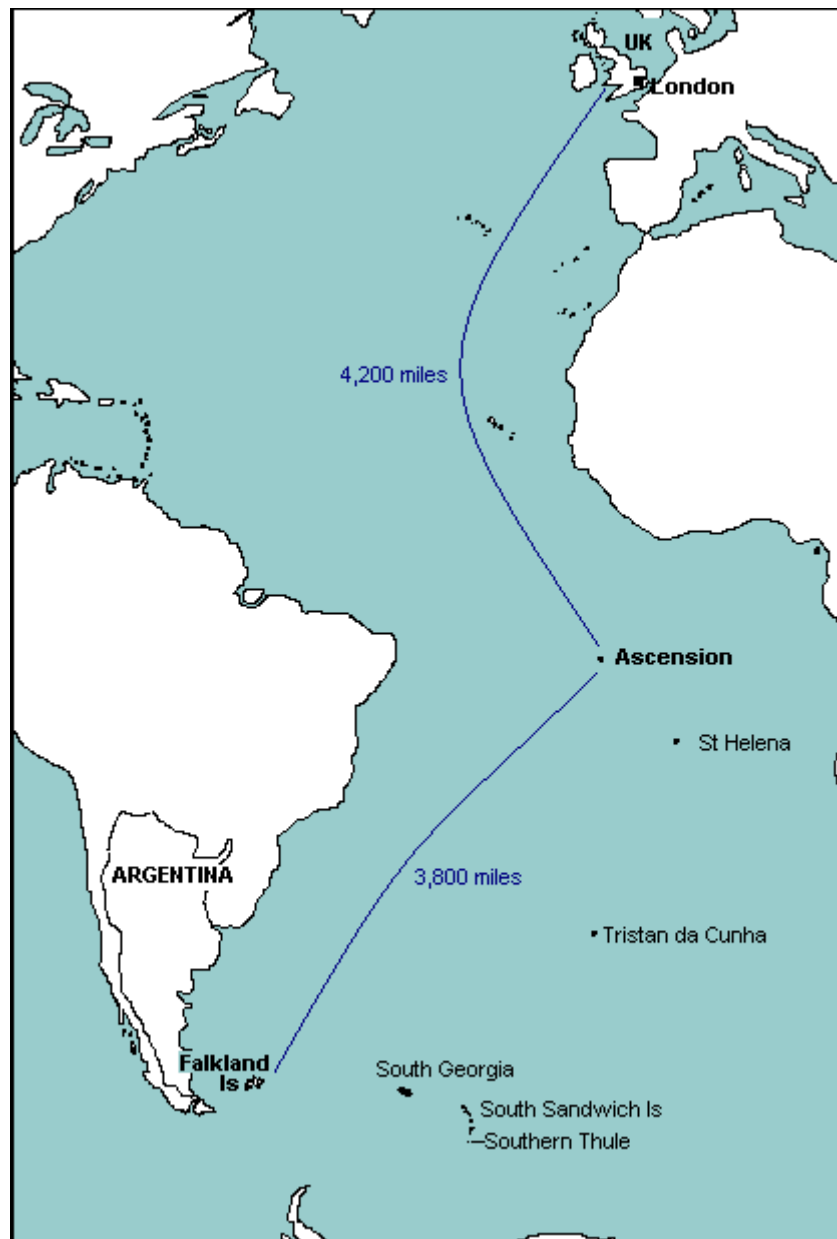 UK
London
4,200 miles
Ascension
St Helena
ARGENTINA
3,800 miles
Tristan da Cunha
Falkland
Is
South Georgia
South Sandwich Is
Southern Thule